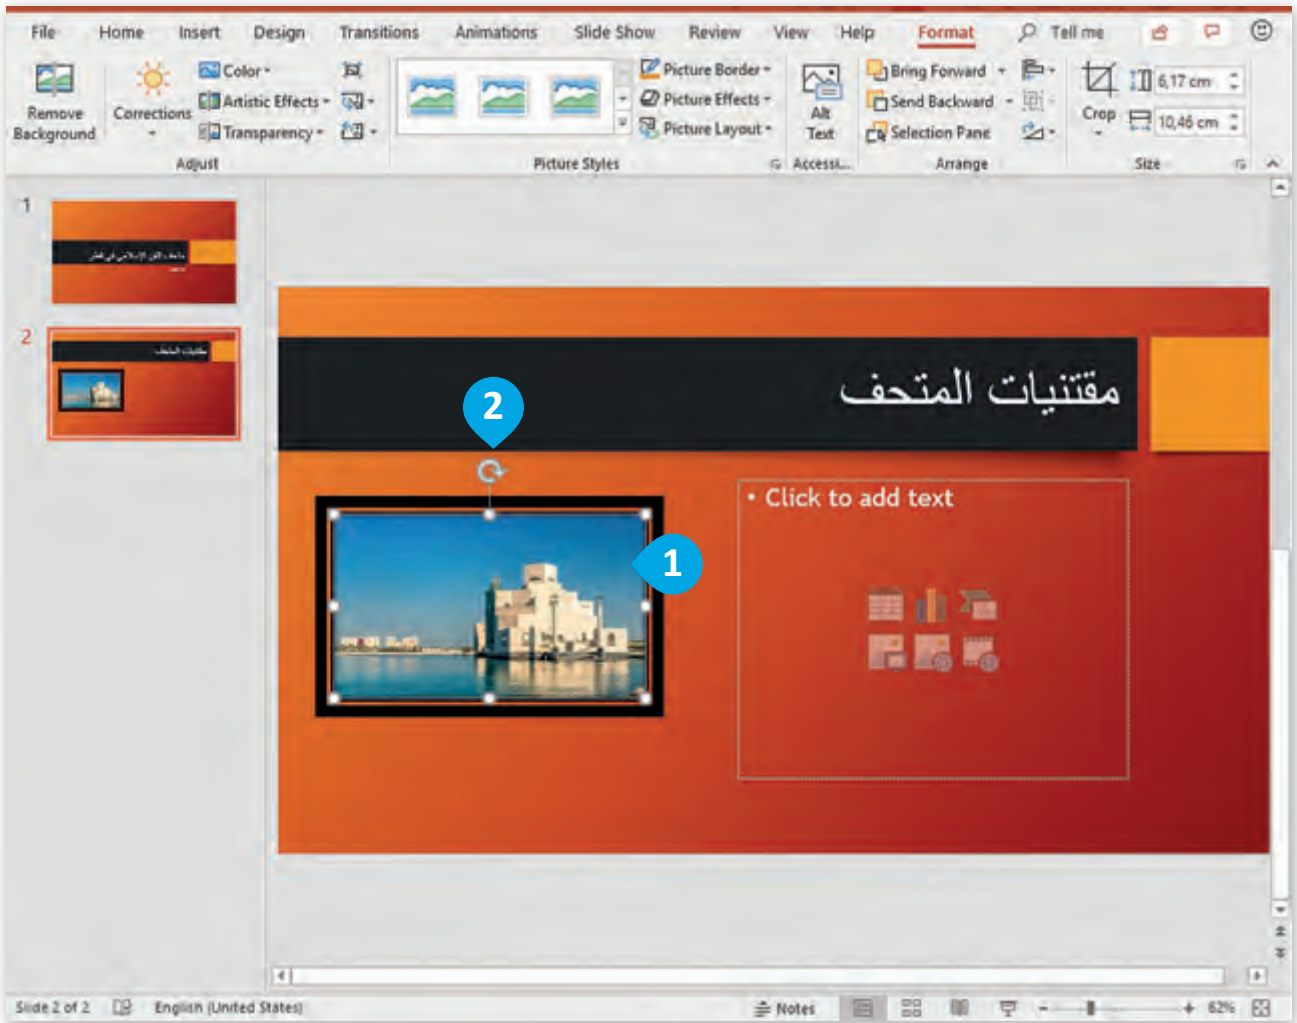 File Home Insert Design Transitions Animations Slide Show Review View Help Format Tell me
Remove Background
Corrections
Color
Artistic Effects
Transparency
Adjust
Picture Styles
Picture Border
Picture Effects
Picture Layout
Alt Text
Accessi...
Bring Forward
Send Backward
Selection Pane
Arrange
Crop
6,17 cm
10,46 cm
Size
1
2
مقتنيات المتحف
مقتنيات المتحف
2
1
• Click to add text
Slide 2 of 2 English (United States) Notes 62%